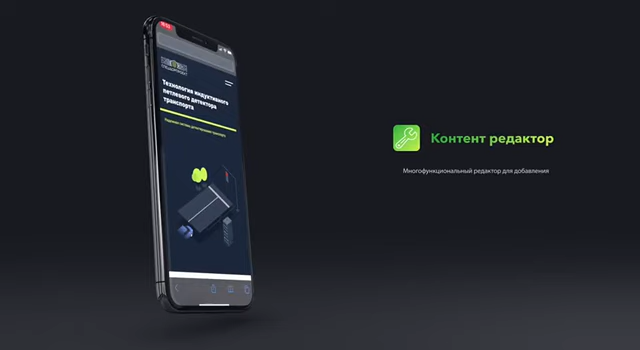 Технология индуктивного
петлевого детектора
транспорта
Контент редактор
Многофункциональный редактор для добавления